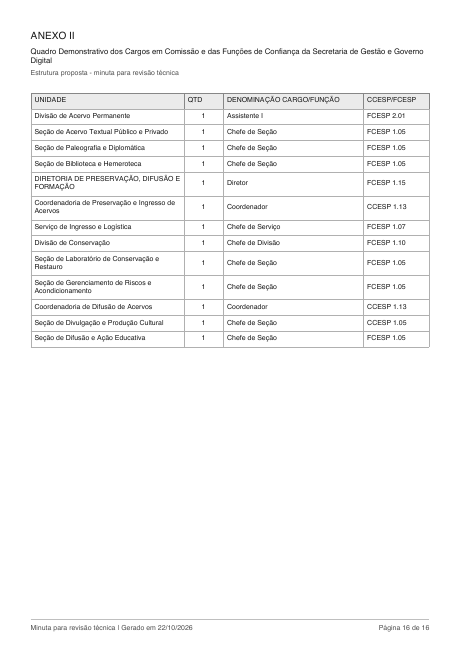 ANEXO II
Quadro Demonstrativo dos Cargos em Comissão e das Funções de Confiança da Secretaria de Gestão e Governo
Digital
Estrutura proposta - minuta para revisão técnica
UNIDADE QTD DENOMINAÇÃO CARGO/FUNÇÃO CCESP/FCESP
Divisão de Acervo Permanente 1 Assistente I FCESP 2.01
Seção de Acervo Textual Público e Privado 1 Chefe de Seção FCESP 1.05
Seção de Paleografia e Diplomática 1 Chefe de Seção FCESP 1.05
Seção de Biblioteca e Hemeroteca 1 Chefe de Seção FCESP 1.05
DIRETORIA DE PRESERVAÇÃO, DIFUSÃO E
FORMAÇÃO 1 Diretor FCESP 1.15
Coordenadoria de Preservação e Ingresso de
Acervos 1 Coordenador CCESP 1.13
Serviço de Ingresso e Logística 1 Chefe de Serviço FCESP 1.07
Divisão de Conservação 1 Chefe de Divisão FCESP 1.10
Seção de Laboratório de Conservação e
Restauro 1 Chefe de Seção FCESP 1.05
Seção de Gerenciamento de Riscos e
Acondicionamento 1 Chefe de Seção FCESP 1.05
Coordenadoria de Difusão de Acervos 1 Coordenador CCESP 1.13
Seção de Divulgação e Produção Cultural 1 Chefe de Seção CCESP 1.05
Seção de Difusão e Ação Educativa 1 Chefe de Seção FCESP 1.05
Minuta para revisão técnica | Gerado em 22/10/2026 Página 16 de 16